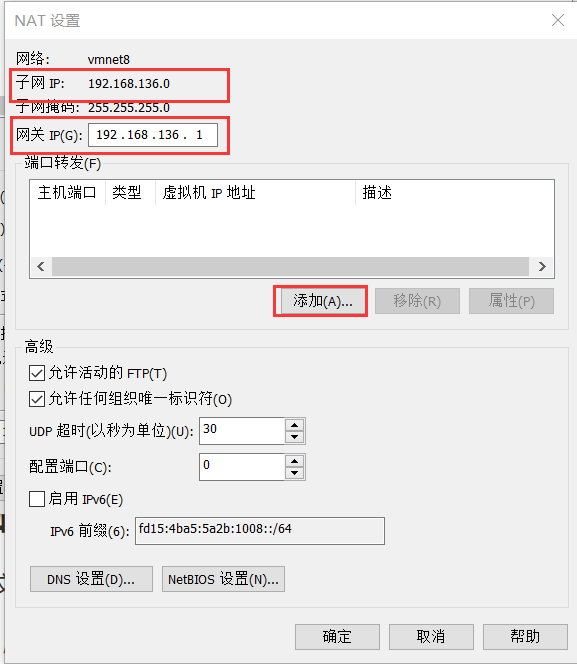 NAT 设置
网络: vmnet8
子网 IP: 192.168.136.0
子网掩码: 255.255.255.0
网关 IP(G): 192 . 168 . 136 . 1
端口转发(F)
主机端口 类型 虚拟机 IP 地址 描述
添加(A)... 移除(R) 属性(P)
高级
允许活动的 FTP(T)
允许任何组织唯一标识符(O)
UDP 超时(以秒为单位)(U): 30
配置端口(C): 0
启用 IPv6(E)
IPv6 前缀(6): fd15:4ba5:5a2b:1008::/64
DNS 设置(D)... NetBIOS 设置(N)...
确定 取消 帮助